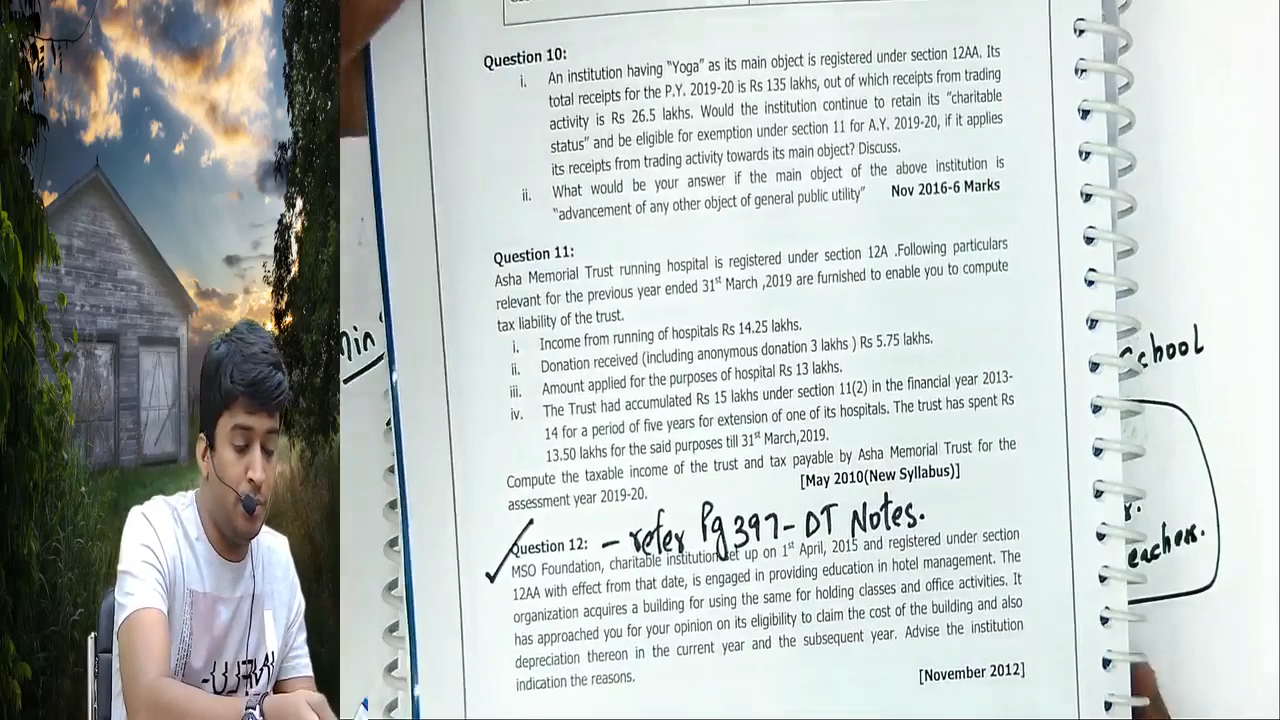 Question 10:
i. An institution having "Yoga" as its main object is registered under section 12AA. Its
total receipts for the P.Y. 2019-20 is Rs 135 lakhs, out of which receipts from trading
activity is Rs 26.5 lakhs. Would the institution continue to retain its "charitable
status" and be eligible for exemption under section 11 for A.Y. 2019-20, if it applies
its receipts from trading activity towards its main object? Discuss.
ii. What would be your answer if the main object of the above institution is
"advancement of any other object of general public utility" Nov 2016-6 Marks
Question 11:
Asha Memorial Trust running hospital is registered under section 12A .Following particulars
relevant for the previous year ended 31st March ,2019 are furnished to enable you to compute
tax liability of the trust.
i. Income from running of hospitals Rs 14.25 lakhs.
ii. Donation received (including anonymous donation 3 lakhs ) Rs 5.75 lakhs.
iii. Amount applied for the purposes of hospital Rs 13 lakhs.
iv. The Trust had accumulated Rs 15 lakhs under section 11(2) in the financial year 2013-
14 for a period of five years for extension of one of its hospitals. The trust has spent Rs
13.50 lakhs for the said purposes till 31st March,2019.
Compute the taxable income of the trust and tax payable by Asha Memorial Trust for the
assessment year 2019-20. [May 2010(New Syllabus)]
Question 12: - refer Pg 397- DT Notes.
MSO Foundation, charitable institution set up on 1st April, 2015 and registered under section
12AA with effect from that date, is engaged in providing education in hotel management. The
organization acquires a building for using the same for holding classes and office activities. It
has approached you for your opinion on its eligibility to claim the cost of the building and also
depreciation thereon in the current year and the subsequent year. Advise the institution
indication the reasons. [November 2012]
School
eachers.